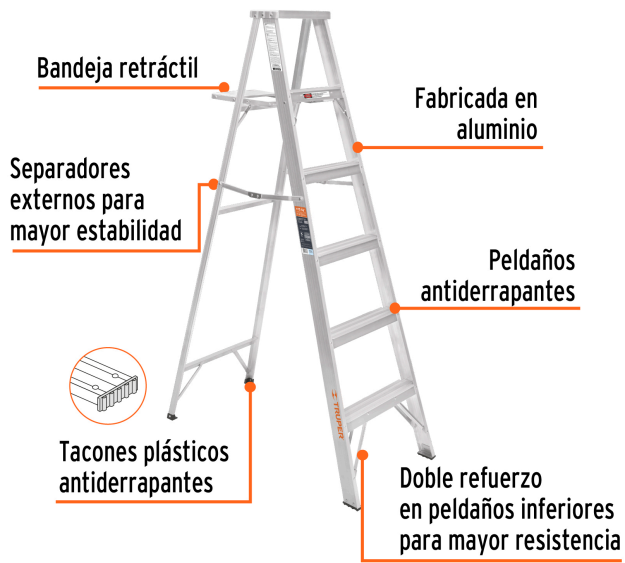 Bandeja retráctil
Fabricada en
aluminio
Separadores
externos para
mayor estabilidad
Peldaños
antiderrapantes
TRUPER
Tacones plásticos
antiderrapantes
Doble refuerzo
en peldaños inferiores
para mayor resistencia